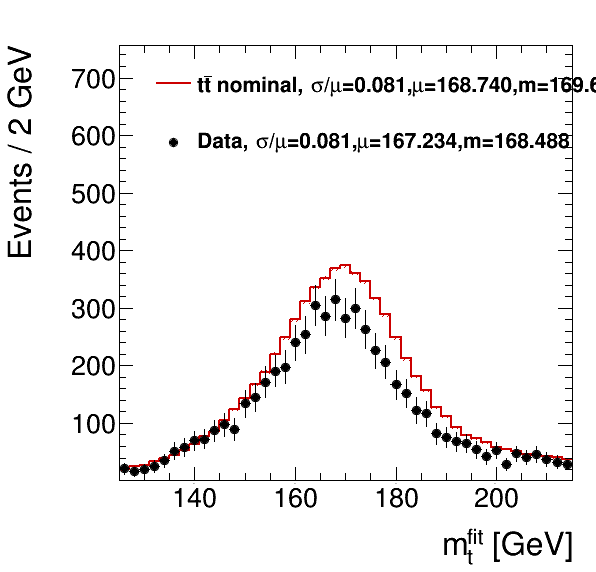 Events / 2 GeV
700
600
500
400
300
200
100
tt̄ nominal, σ/μ=0.081,μ=168.740,m=169.6
Data, σ/μ=0.081,μ=167.234,m=168.488
140 160 180 200
m_t^fit [GeV]